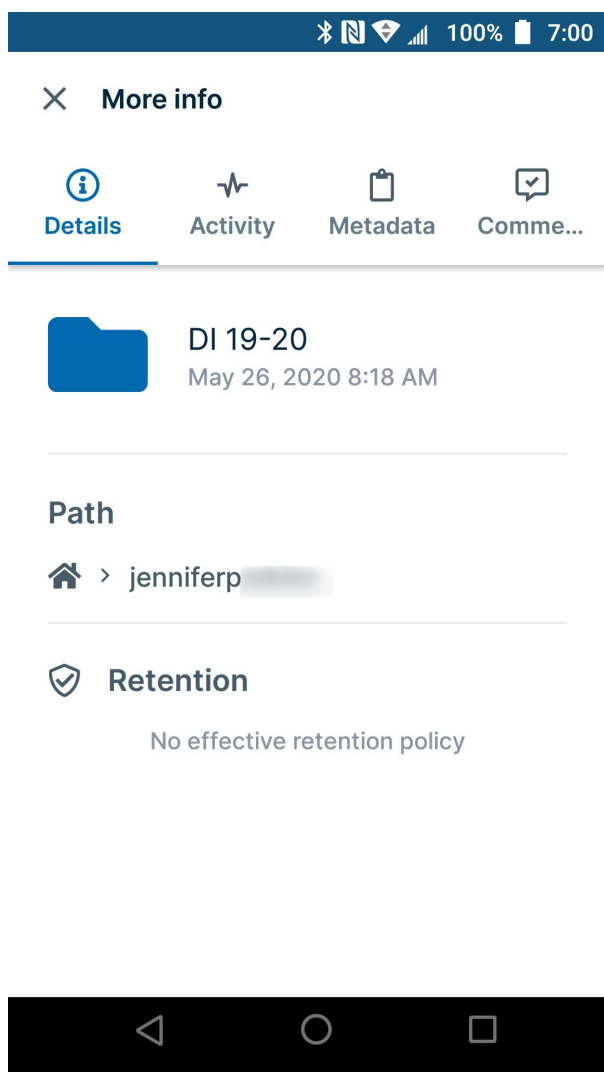 100% 7:00
More info
Details Activity Metadata Comme...
DI 19-20
May 26, 2020 8:18 AM
Path
> jenniferp
Retention
No effective retention policy